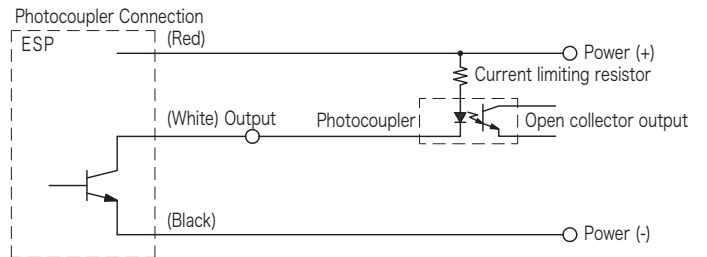 Photocoupler Connection
ESP
(Red)
Power (+)
Current limiting resistor
(White) Output
Photocoupler
Open collector output
(Black)
Power (-)